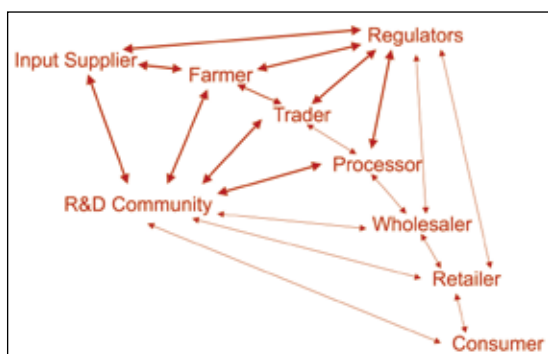 Regulators
Input Supplier
Farmer
Trader
Processor
R&D Community
Wholesaler
Retailer
Consumer